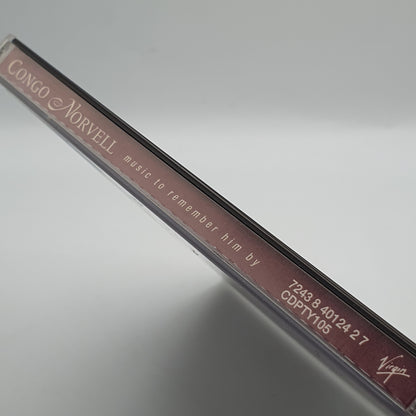 CONGO NORVELL music to remember him by
7243 8 40124 2 7
CDPTY105
Virgin